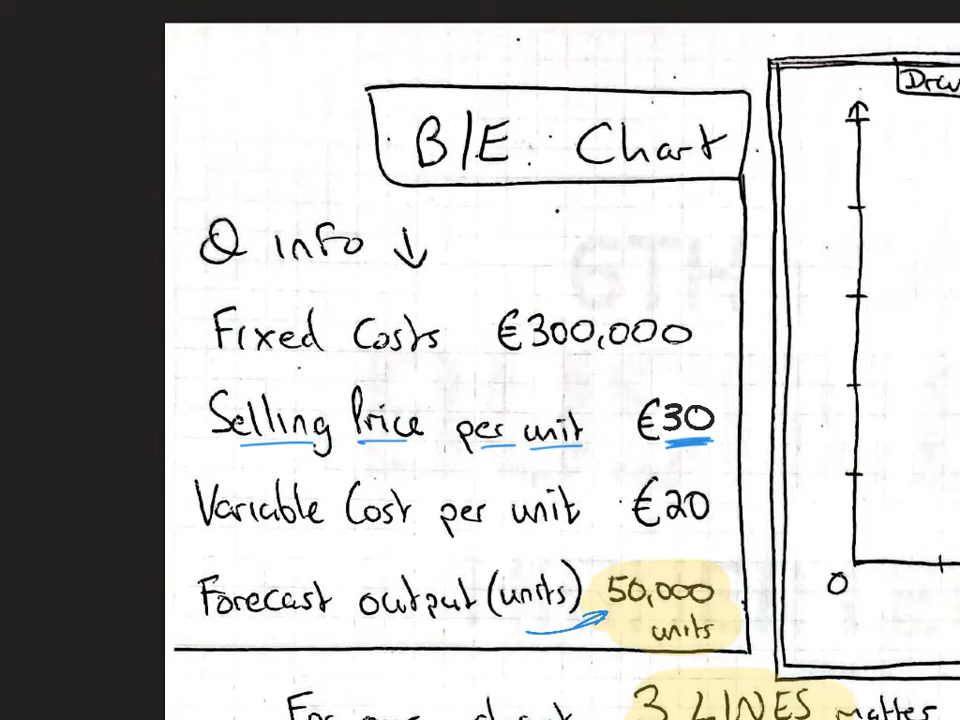 B/E. Chart
Q info ↓
Fixed Costs €300,000
Selling Price per unit €30
Variable Cost per unit €20
Forecast output (units) 50,000
units
0
3 LINES matter